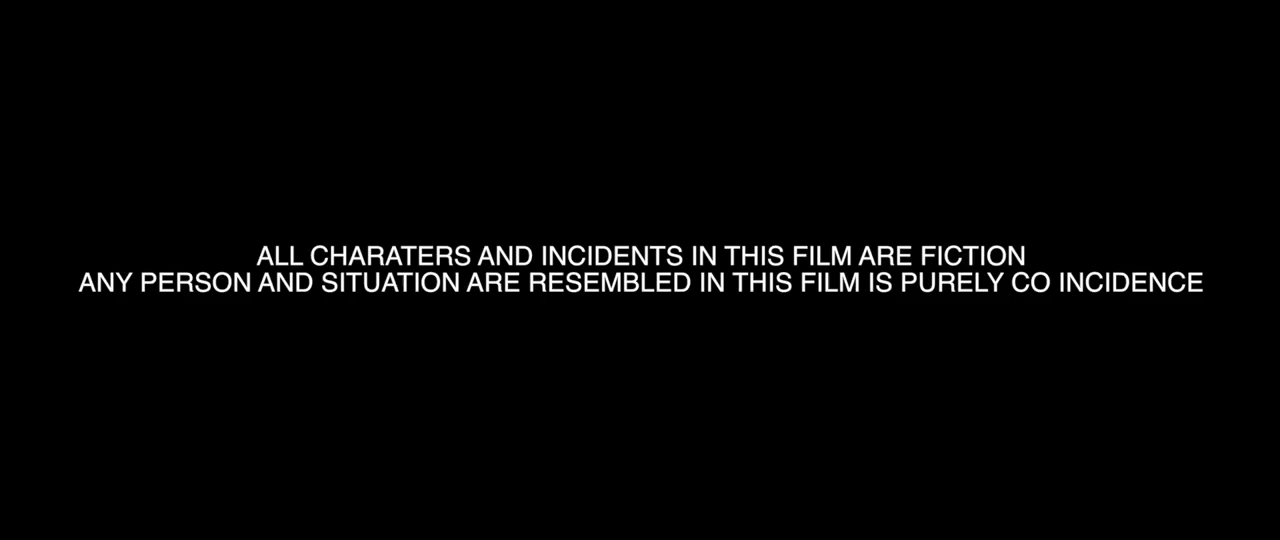 ALL CHARATERS AND INCIDENTS IN THIS FILM ARE FICTION
ANY PERSON AND SITUATION ARE RESEMBLED IN THIS FILM IS PURELY CO INCIDENCE